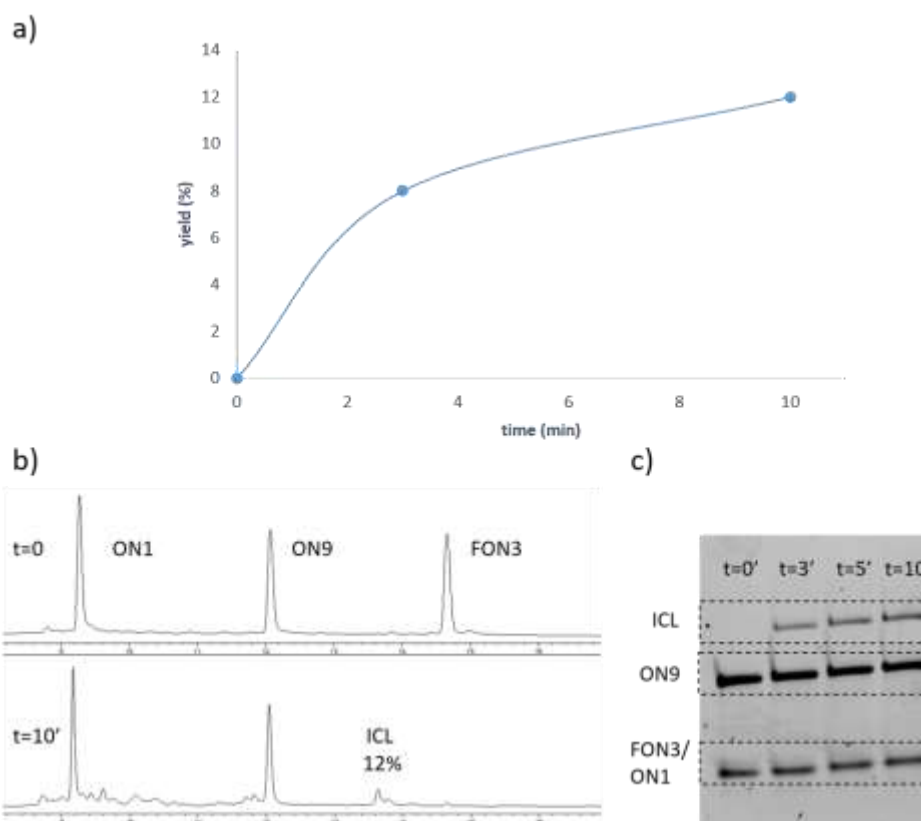 a)
14
12
10
8
6
4
2
0
yield (%)
0 2 4 6 8 10
time (min)
b)
t=0 ON1 ON9 FON3
t=10' ICL
12%
c)
t=0' t=3' t=5' t=10
ICL
ON9
FON3/
ON1